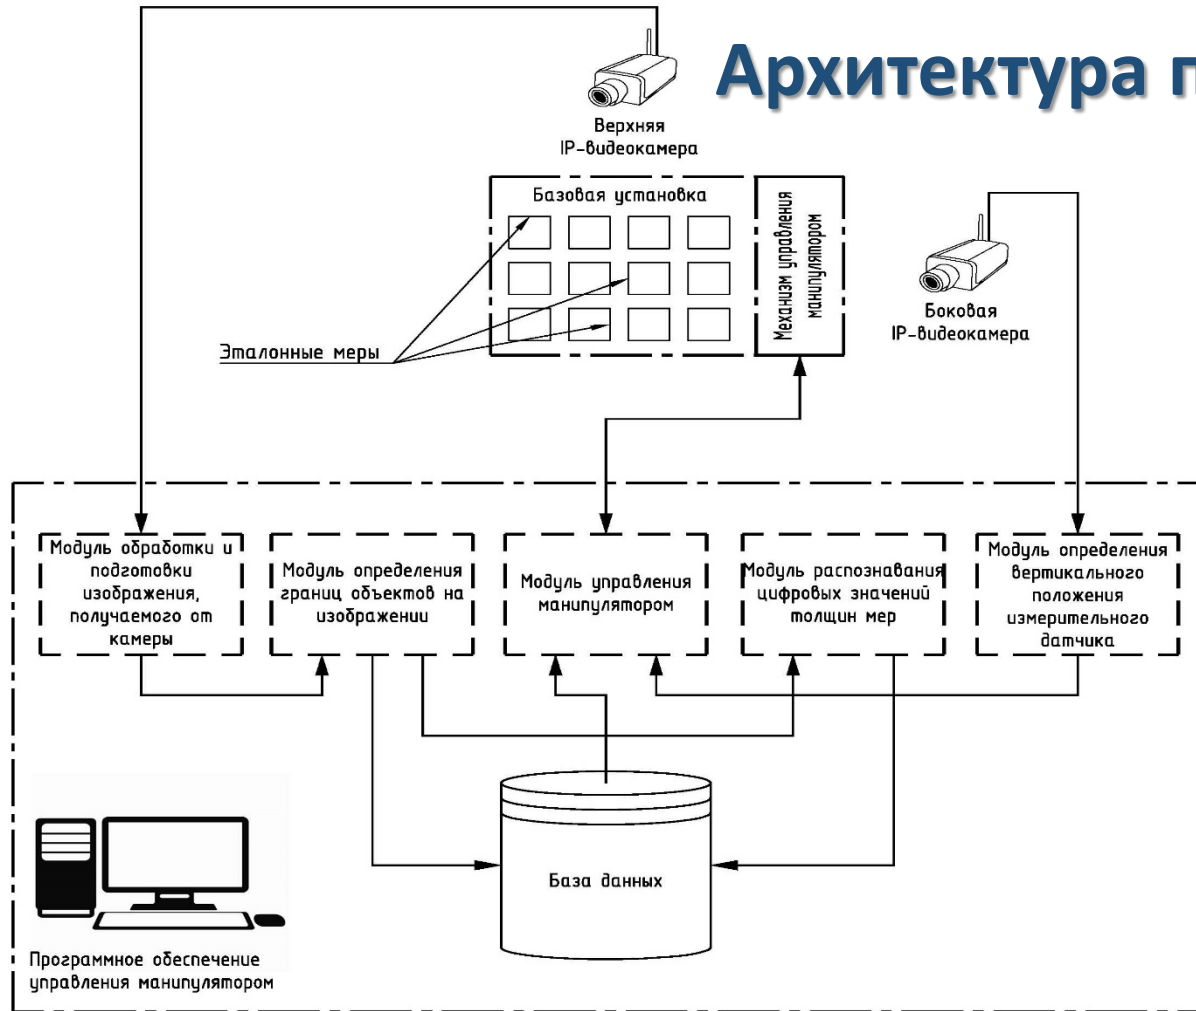 Архитектура п
Верхняя
IP-видеокамера
Базовая установка
Механизм управления
манипулятором
Боковая
IP-видеокамера
Эталонные меры
Модуль обработки и
подготовки
изображения,
получаемого от
камеры
Модуль определения
границ объектов на
изображении
Модуль управления
манипулятором
Модуль распознавания
цифровых значений
толщин мер
Модуль определения
вертикального
положения
измерительного
датчика
База данных
Программное обеспечение
управления манипулятором